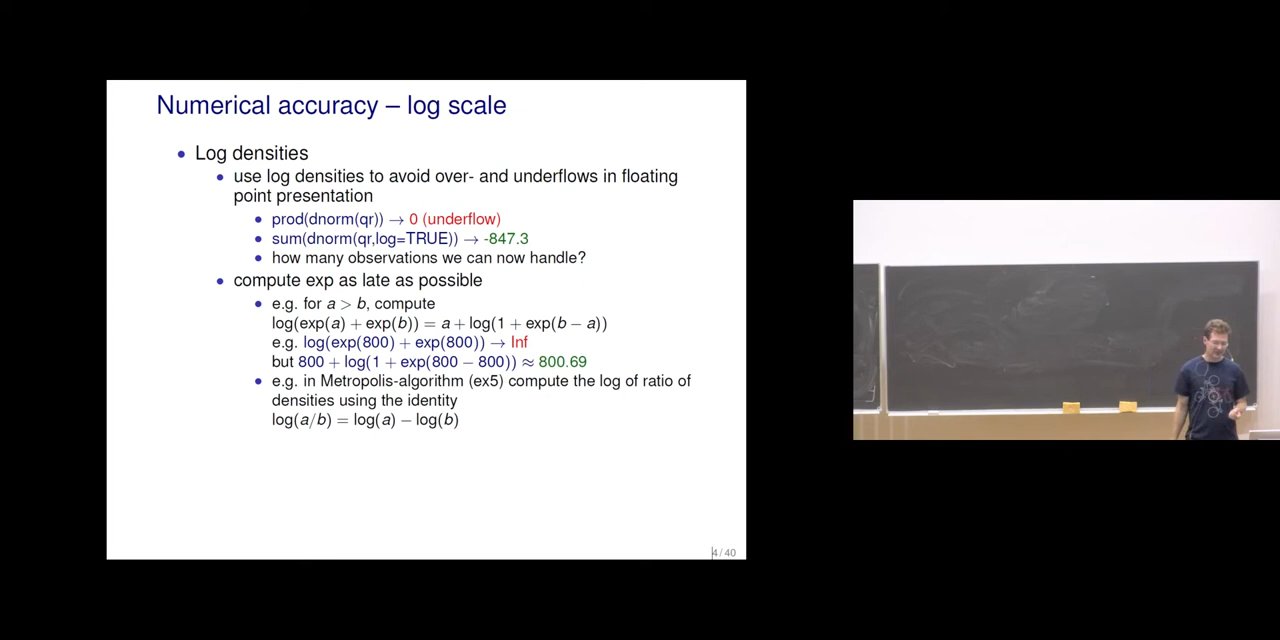 Numerical accuracy – log scale
• Log densities
• use log densities to avoid over- and underflows in floating
point presentation
• prod(dnorm(qr)) → 0 (underflow)
• sum(dnorm(qr,log=TRUE)) → -847.3
• how many observations we can now handle?
• compute exp as late as possible
• e.g. for a > b, compute
log(exp(a) + exp(b)) = a + log(1 + exp(b − a))
e.g. log(exp(800) + exp(800)) → Inf
but 800 + log(1 + exp(800 − 800)) ≈ 800.69
• e.g. in Metropolis-algorithm (ex5) compute the log of ratio of
densities using the identity
log(a/b) = log(a) − log(b)
4 / 40